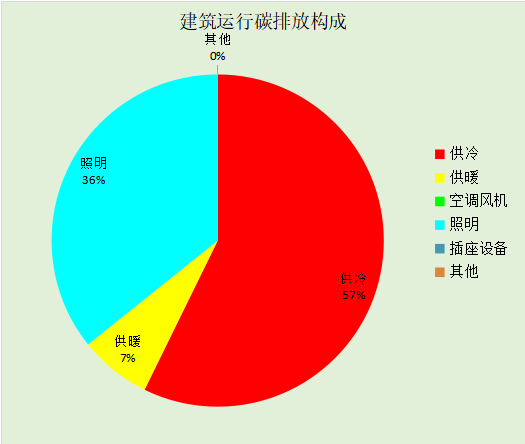 建筑运行碳排放构成
其他
0%
照明
36%
供冷
57%
供暖
7%
供冷
供暖
空调风机
照明
插座设备
其他